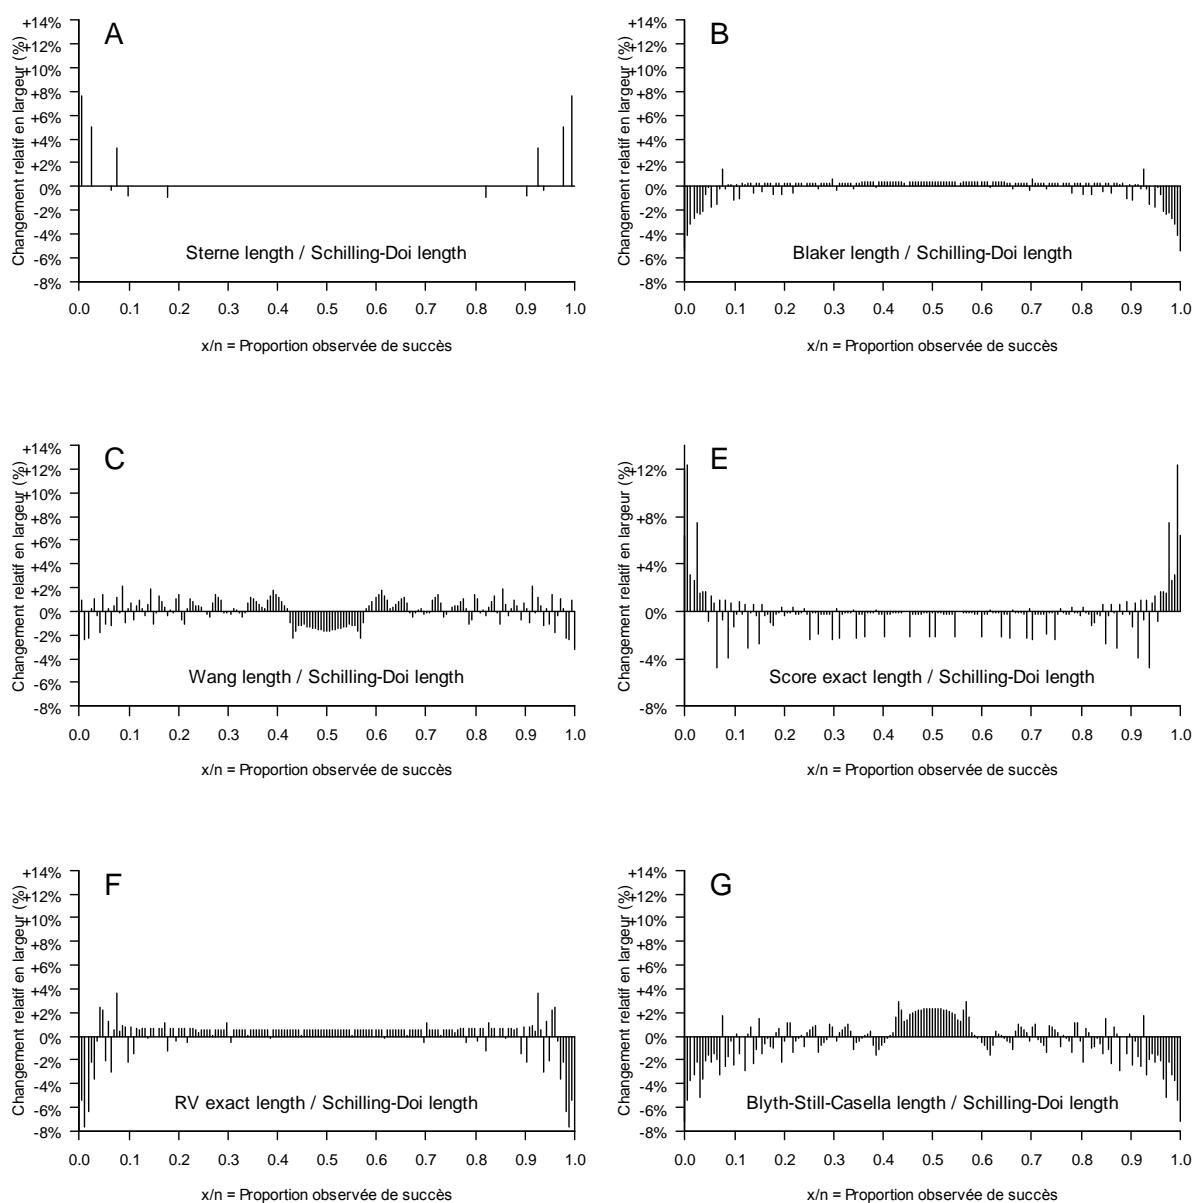 A
Changement relatif en largeur (%)
+14%
+12%
+10%
+8%
+6%
+4%
+2%
0%
-2%
-4%
-6%
-8%
Sterne length / Schilling-Doi length
0.0 0.1 0.2 0.3 0.4 0.5 0.6 0.7 0.8 0.9 1.0
x/n = Proportion observée de succès
B
Changement relatif en largeur (%)
+14%
+12%
+10%
+8%
+6%
+4%
+2%
0%
-2%
-4%
-6%
-8%
Blaker length / Schilling-Doi length
0.0 0.1 0.2 0.3 0.4 0.5 0.6 0.7 0.8 0.9 1.0
x/n = Proportion observée de succès
C
Changement relatif en largeur (%)
+14%
+12%
+10%
+8%
+6%
+4%
+2%
0%
-2%
-4%
-6%
-8%
Wang length / Schilling-Doi length
0.0 0.1 0.2 0.3 0.4 0.5 0.6 0.7 0.8 0.9 1.0
x/n = Proportion observée de succès
E
Changement relatif en largeur (%)
+12%
+8%
+4%
0%
-4%
-8%
Score exact length / Schilling-Doi length
0.0 0.1 0.2 0.3 0.4 0.5 0.6 0.7 0.8 0.9 1.0
x/n = Proportion observée de succès
F
Changement relatif en largeur (%)
+14%
+12%
+10%
+8%
+6%
+4%
+2%
0%
-2%
-4%
-6%
-8%
RV exact length / Schilling-Doi length
0.0 0.1 0.2 0.3 0.4 0.5 0.6 0.7 0.8 0.9 1.0
x/n = Proportion observée de succès
G
Changement relatif en largeur (%)
+14%
+12%
+10%
+8%
+6%
+4%
+2%
0%
-2%
-4%
-6%
-8%
Blyth-Still-Casella length / Schilling-Doi length
0.0 0.1 0.2 0.3 0.4 0.5 0.6 0.7 0.8 0.9 1.0
x/n = Proportion observée de succès